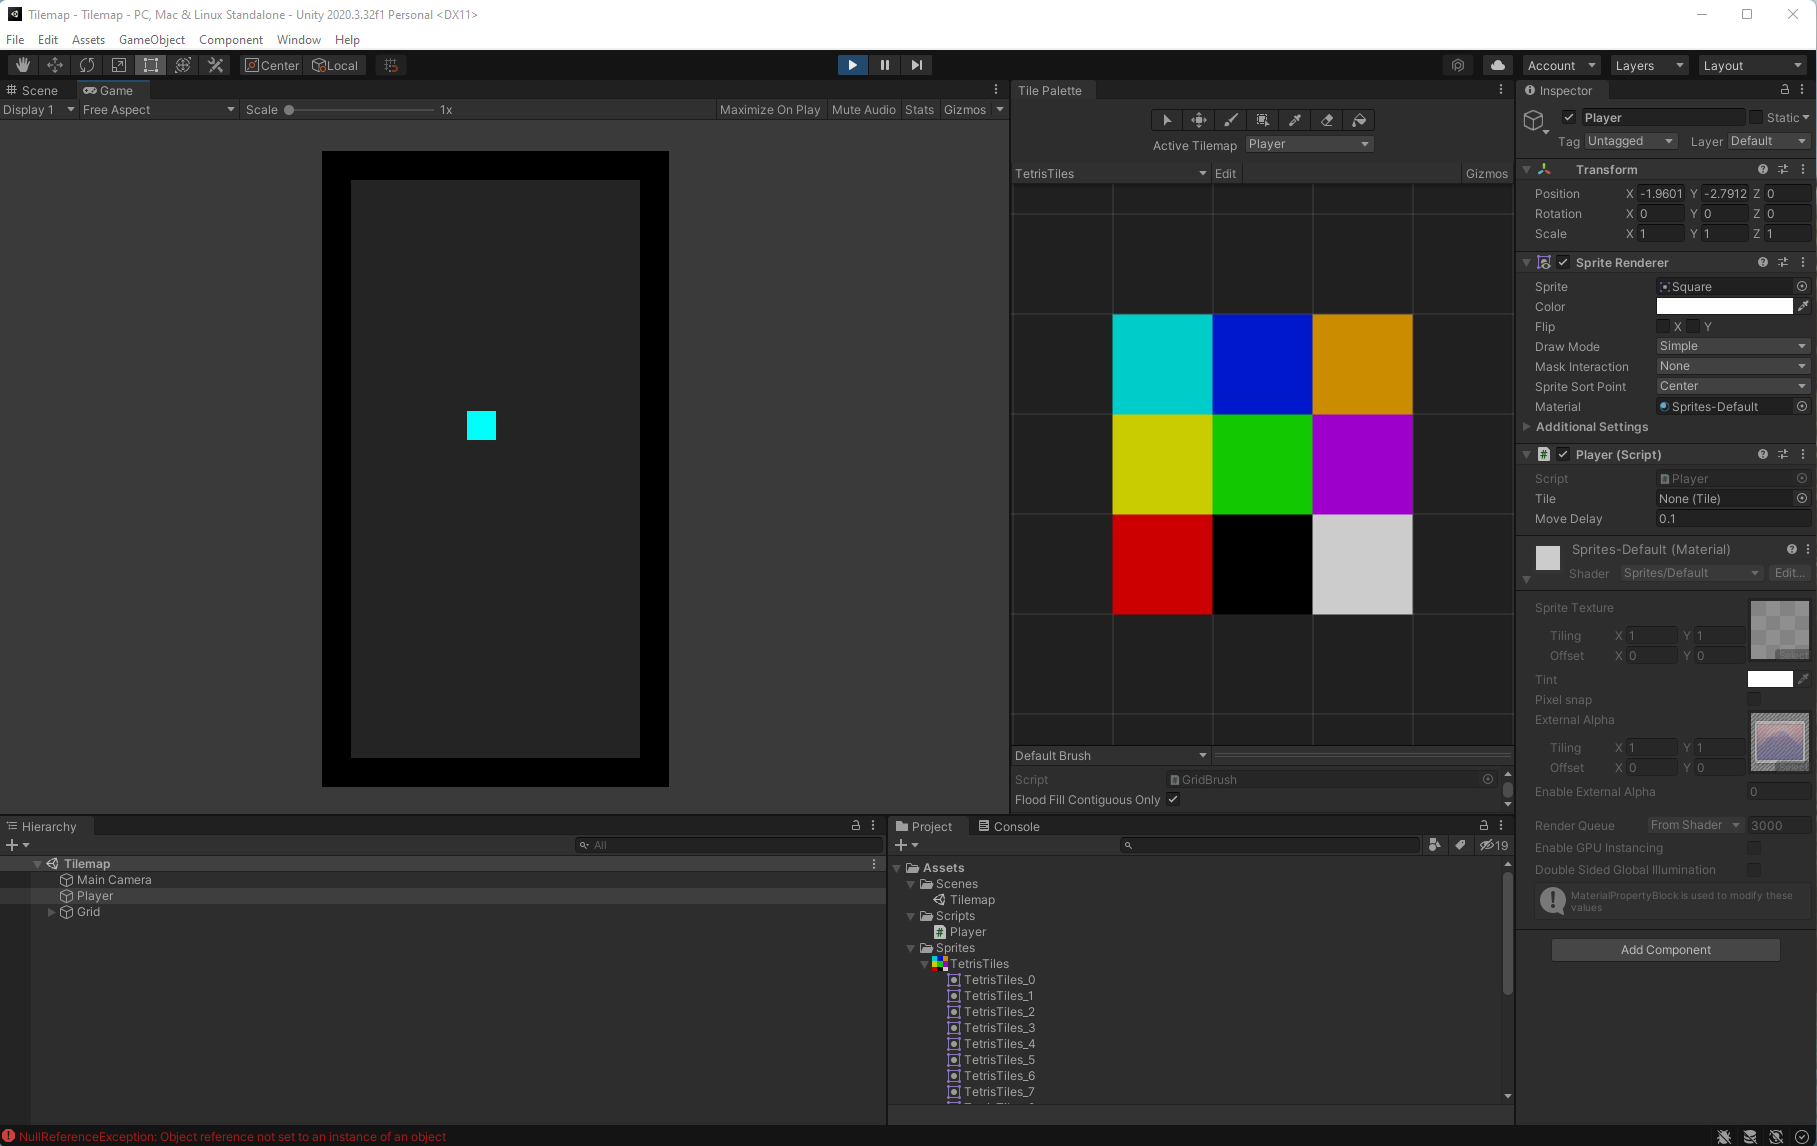 Tilemap - Tilemap - PC, Mac & Linux Standalone - Unity 2020.3.32f1 Personal <DX11>
File Edit Assets GameObject Component Window Help
Center Local
Account Layers Layout
Scene Game
Display 1 Free Aspect Scale 1x Maximize On Play Mute Audio Stats Gizmos
Tile Palette
Active Tilemap Player
TetrisTiles Edit Gizmos
Default Brush
Script GridBrush
Flood Fill Contiguous Only
Inspector
Player Static
Tag Untagged Layer Default
Transform
Position X -1.9601 Y -2.7912 Z 0
Rotation X 0 Y 0 Z 0
Scale X 1 Y 1 Z 1
Sprite Renderer
Sprite Square
Color
Flip X Y
Draw Mode Simple
Mask Interaction None
Sprite Sort Point Center
Material Sprites-Default
Additional Settings
Player (Script)
Script Player
Tile None (Tile)
Move Delay 0.1
Sprites-Default (Material)
Shader Sprites/Default Edit...
Sprite Texture
Tiling X 1 Y 1
Offset X 0 Y 0
Select
Tint
Pixel snap
External Alpha
Tiling X 1 Y 1
Offset X 0 Y 0
Select
Enable External Alpha 0
Render Queue From Shader 3000
Enable GPU Instancing
Double Sided Global Illumination
MaterialPropertyBlock is used to modify these
values
Add Component
Hierarchy
All
Tilemap
Main Camera
Player
Grid
Project Console
19
Assets
Scenes
Tilemap
Scripts
Player
Sprites
TetrisTiles
TetrisTiles_0
TetrisTiles_1
TetrisTiles_2
TetrisTiles_3
TetrisTiles_4
TetrisTiles_5
TetrisTiles_6
TetrisTiles_7
NullReferenceException: Object reference not set to an instance of an object